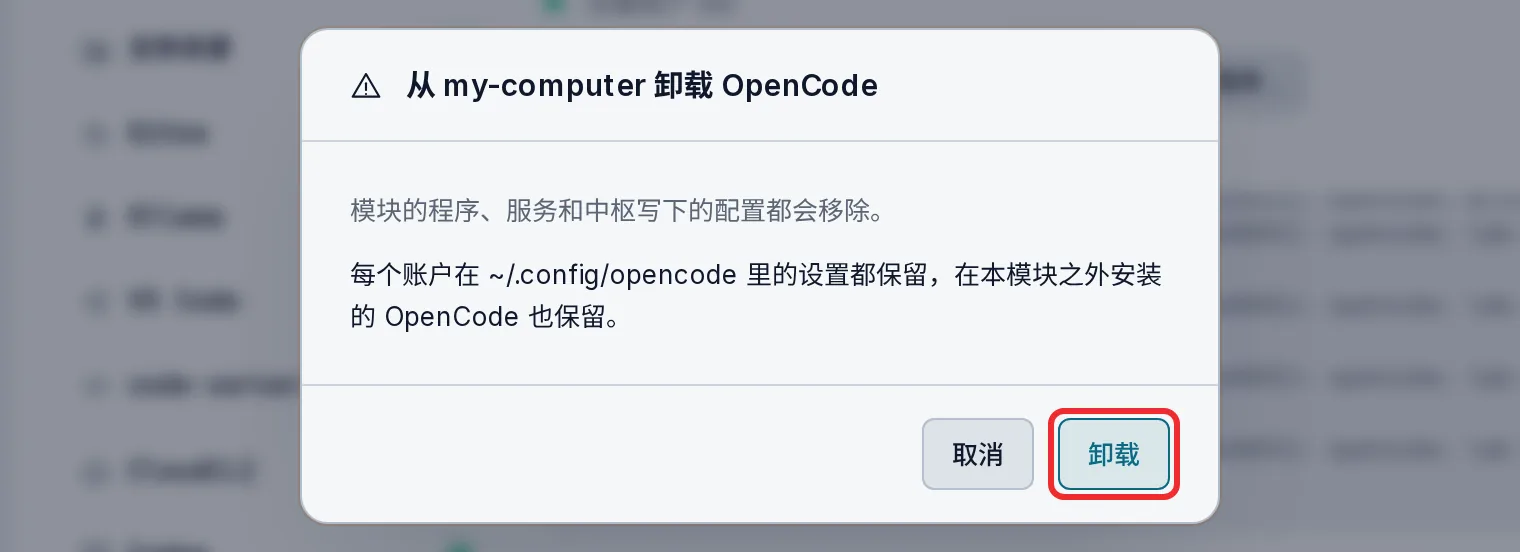 从 my-computer 卸载 OpenCode
模块的程序、服务和中枢写下的配置都会移除。
每个账户在 ~/.config/opencode 里的设置都保留，在本模块之外安装
的 OpenCode 也保留。
取消
卸载